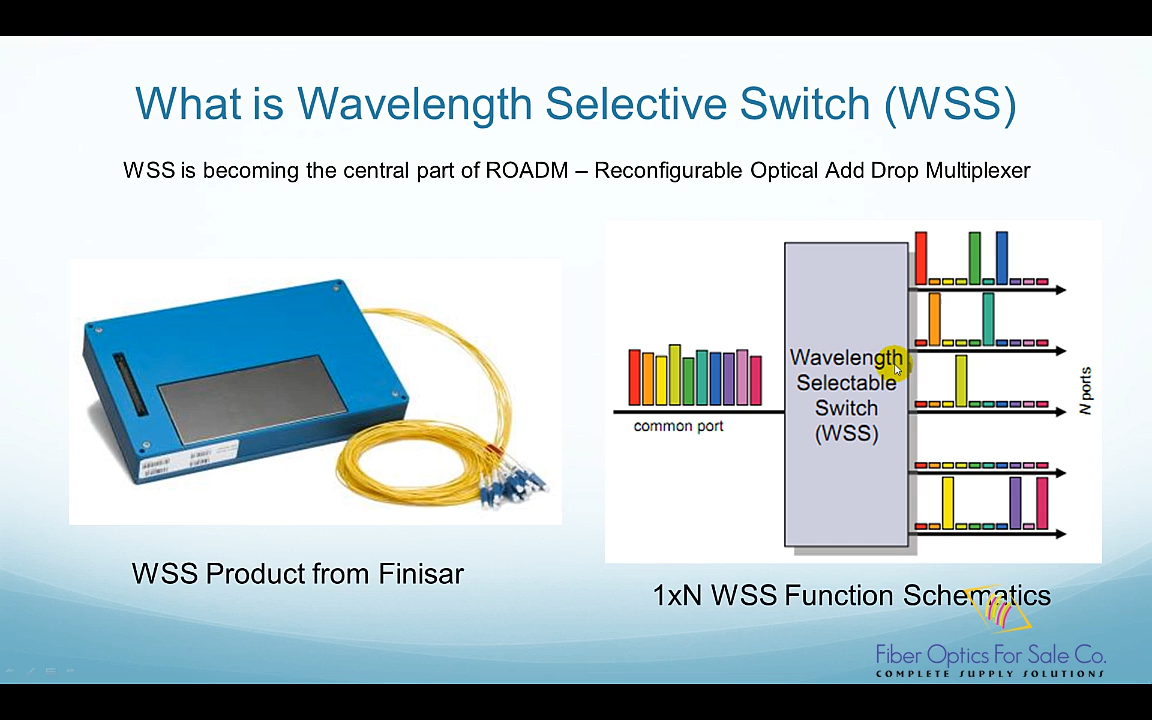 What is Wavelength Selective Switch (WSS)
WSS is becoming the central part of ROADM – Reconfigurable Optical Add Drop Multiplexer
common port
Wavelength
Selectable
Switch
(WSS)
N ports
WSS Product from Finisar
1xN WSS Function Schematics
Fiber Optics For Sale Co.
COMPLETE SUPPLY SOLUTIONS